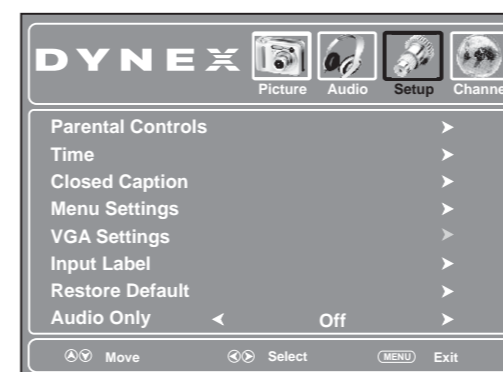 DYNEX
Picture Audio Setup Channe
Parental Controls
Time
Closed Caption
Menu Settings
VGA Settings
Input Label
Restore Default
Audio Only Off
Move Select MENU Exit